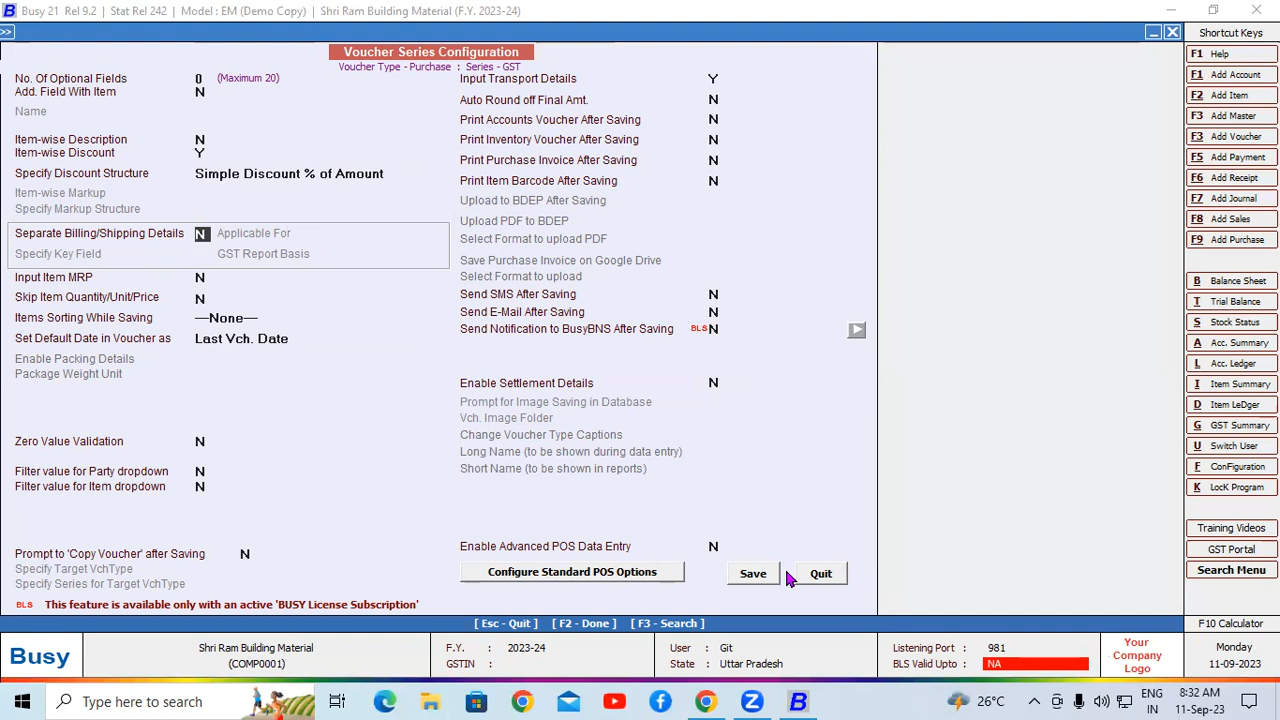 Busy 21 Rel 9.2 | Stat Rel 242 | Model : EM (Demo Copy) | Shri Ram Building Material (F.Y. 2023-24)
>>
Voucher Series Configuration
Voucher Type - Purchase : Series - GST
No. Of Optional Fields 0 (Maximum 20)
Add. Field With Item N
Name
Item-wise Description N
Item-wise Discount Y
Specify Discount Structure Simple Discount % of Amount
Item-wise Markup
Specify Markup Structure
Separate Billing/Shipping Details N Applicable For
Specify Key Field GST Report Basis
Input Item MRP N
Skip Item Quantity/Unit/Price N
Items Sorting While Saving —None—
Set Default Date in Voucher as Last Vch. Date
Enable Packing Details
Package Weight Unit
Zero Value Validation N
Filter value for Party dropdown N
Filter value for Item dropdown N
Prompt to 'Copy Voucher' after Saving N
Specify Target VchType
Specify Series for Target VchType
BLS This feature is available only with an active 'BUSY License Subscription'
Input Transport Details Y
Auto Round off Final Amt. N
Print Accounts Voucher After Saving N
Print Inventory Voucher After Saving N
Print Purchase Invoice After Saving N
Print Item Barcode After Saving N
Upload to BDEP After Saving
Upload PDF to BDEP
Select Format to upload PDF
Save Purchase Invoice on Google Drive
Select Format to upload
Send SMS After Saving N
Send E-Mail After Saving N
Send Notification to BusyBNS After Saving BLS N
Enable Settlement Details N
Prompt for Image Saving in Database
Vch. Image Folder
Change Voucher Type Captions
Long Name (to be shown during data entry)
Short Name (to be shown in reports)
Enable Advanced POS Data Entry N
Configure Standard POS Options
Save
Quit
Shortcut Keys
F1 Help
F1 Add Account
F2 Add Item
F3 Add Master
F3 Add Voucher
F5 Add Payment
F6 Add Receipt
F7 Add Journal
F8 Add Sales
F9 Add Purchase
B Balance Sheet
T Trial Balance
S Stock Status
A Acc. Summary
L Acc. Ledger
I Item Summary
D Item LeDger
G GST Summary
U Switch User
F Configuration
K LocK Program
Training Videos
GST Portal
Search Menu
[ Esc - Quit ] [ F2 - Done ] [ F3 - Search ]
F10 Calculator
Busy
Shri Ram Building Material
(COMP0001)
F.Y. : 2023-24
GSTIN :
User : Git
State : Uttar Pradesh
Listening Port : 981
BLS Valid Upto : NA
Your
Company
Logo
Monday
11-09-2023
Type here to search
26°C
ENG
IN
8:32 AM
11-Sep-23